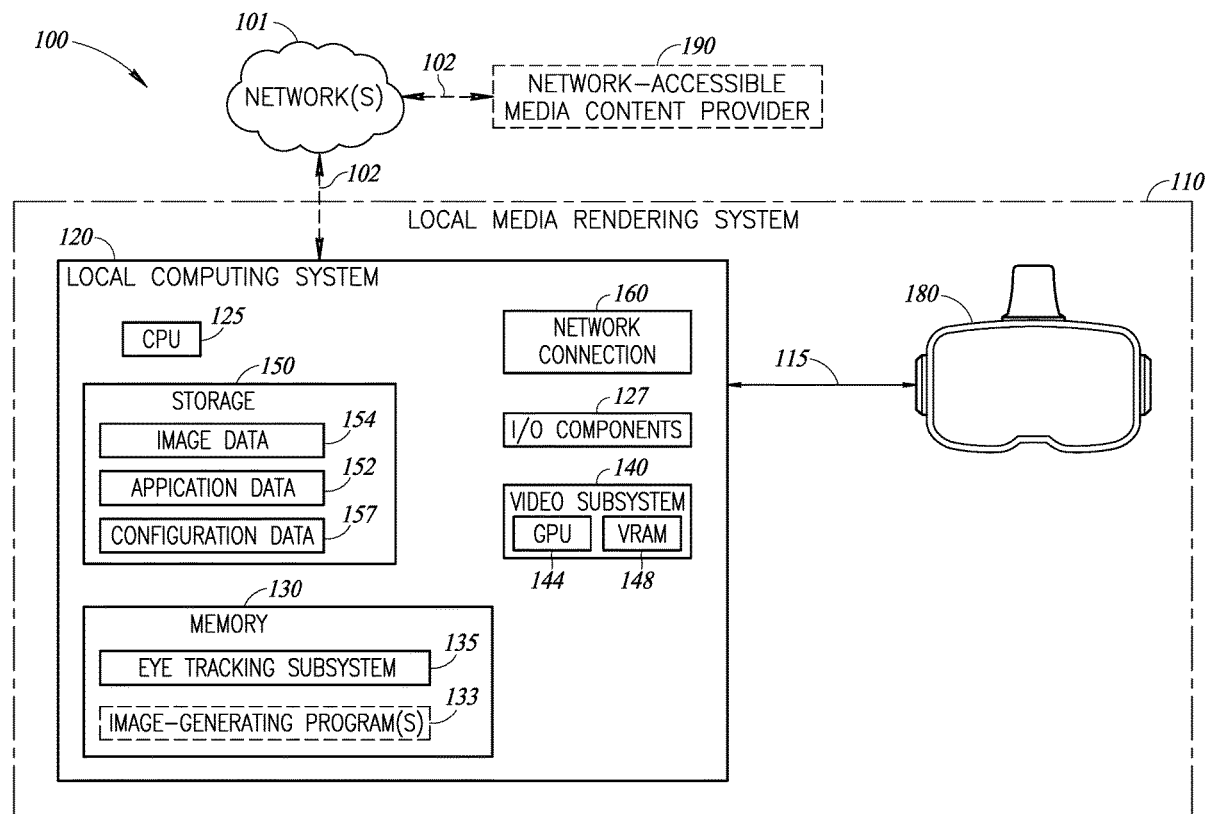 100
101
NETWORK(S)
102
190
NETWORK-ACCESSIBLE
MEDIA CONTENT PROVIDER
102
110
LOCAL MEDIA RENDERING SYSTEM
120
LOCAL COMPUTING SYSTEM
CPU
125
160
NETWORK
CONNECTION
180
115
150
STORAGE
IMAGE DATA
154
APPICATION DATA
152
CONFIGURATION DATA
157
127
I/O COMPONENTS
140
VIDEO SUBSYSTEM
GPU
VRAM
144
148
130
MEMORY
EYE TRACKING SUBSYSTEM
135
IMAGE-GENERATING PROGRAM(S)
133